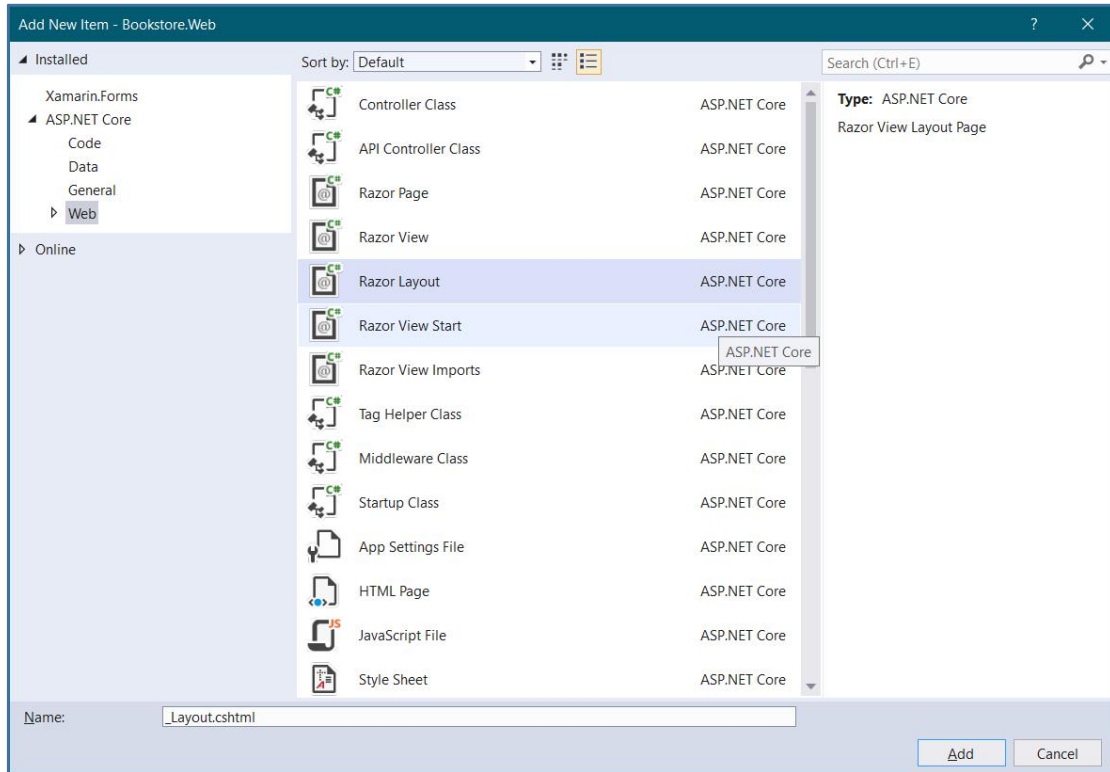 Add New Item - Bookstore.Web
?
Installed
Sort by: Default
Search (Ctrl+E)
Xamarin.Forms
ASP.NET Core
Code
Data
General
Web
Online
C# Controller Class ASP.NET Core
C# API Controller Class ASP.NET Core
C# @ Razor Page ASP.NET Core
C# @ Razor View ASP.NET Core
C# @ Razor Layout ASP.NET Core
C# @ Razor View Start ASP.NET Core
ASP.NET Core
C# @ Razor View Imports ASP.NET Core
C# Tag Helper Class ASP.NET Core
C# Middleware Class ASP.NET Core
C# Startup Class ASP.NET Core
App Settings File ASP.NET Core
HTML Page ASP.NET Core
JS JavaScript File ASP.NET Core
A Style Sheet ASP.NET Core
Type: ASP.NET Core
Razor View Layout Page
Name: _Layout.cshtml
Add Cancel